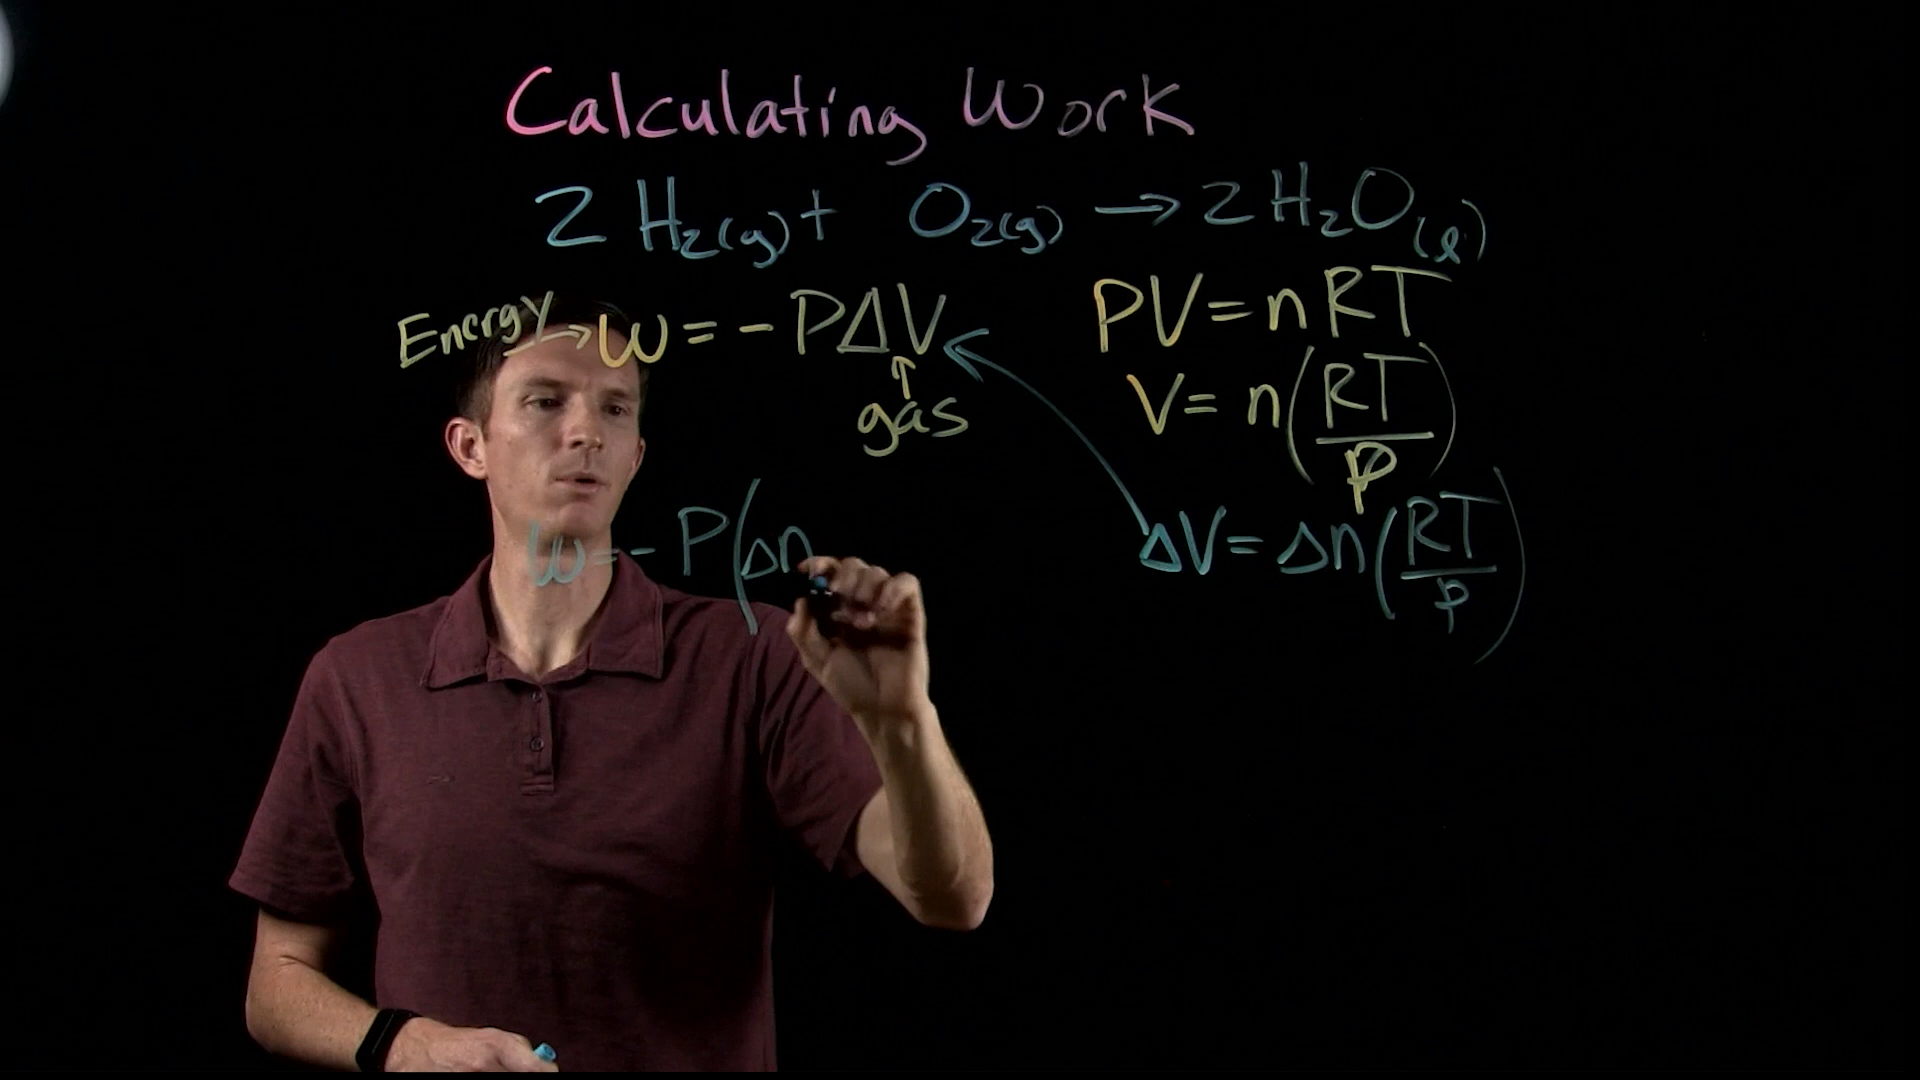 Calculating Work
2 H₂(g) + O₂(g) → 2 H₂O(l)
Energy → w = - PΔV
↑
gas
PV = nRT
V = n(RT/P)
ΔV = Δn(RT/P)
w = - P(Δn